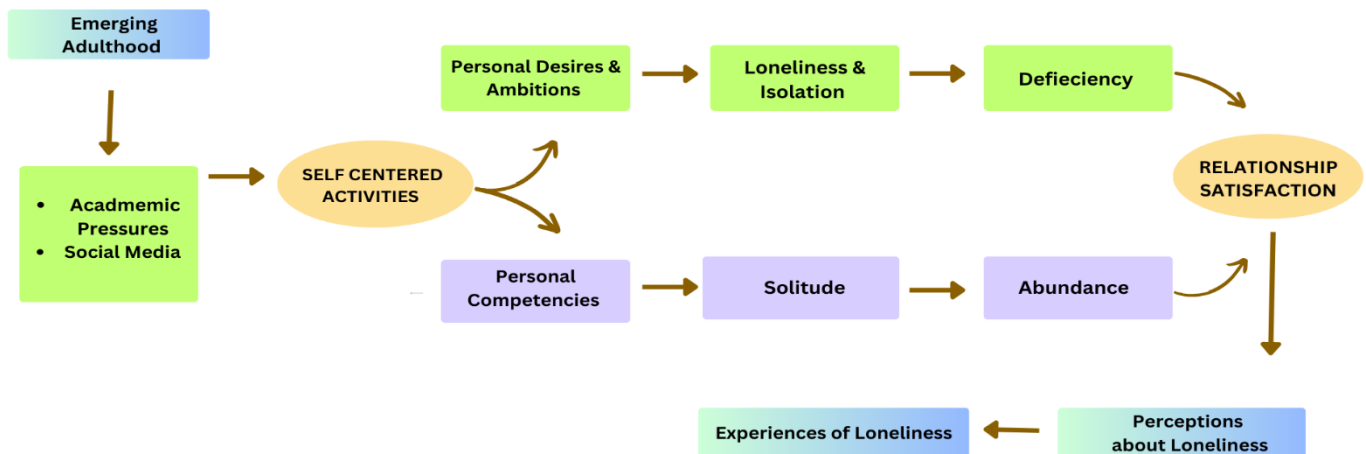 Emerging
Adulthood
• Acadmemic
Pressures
• Social Media
SELF CENTERED
ACTIVITIES
Personal Desires &
Ambitions
Loneliness &
Isolation
Defieciency
Personal
Competencies
Solitude
Abundance
RELATIONSHIP
SATISFACTION
Perceptions
about Loneliness
Experiences of Loneliness